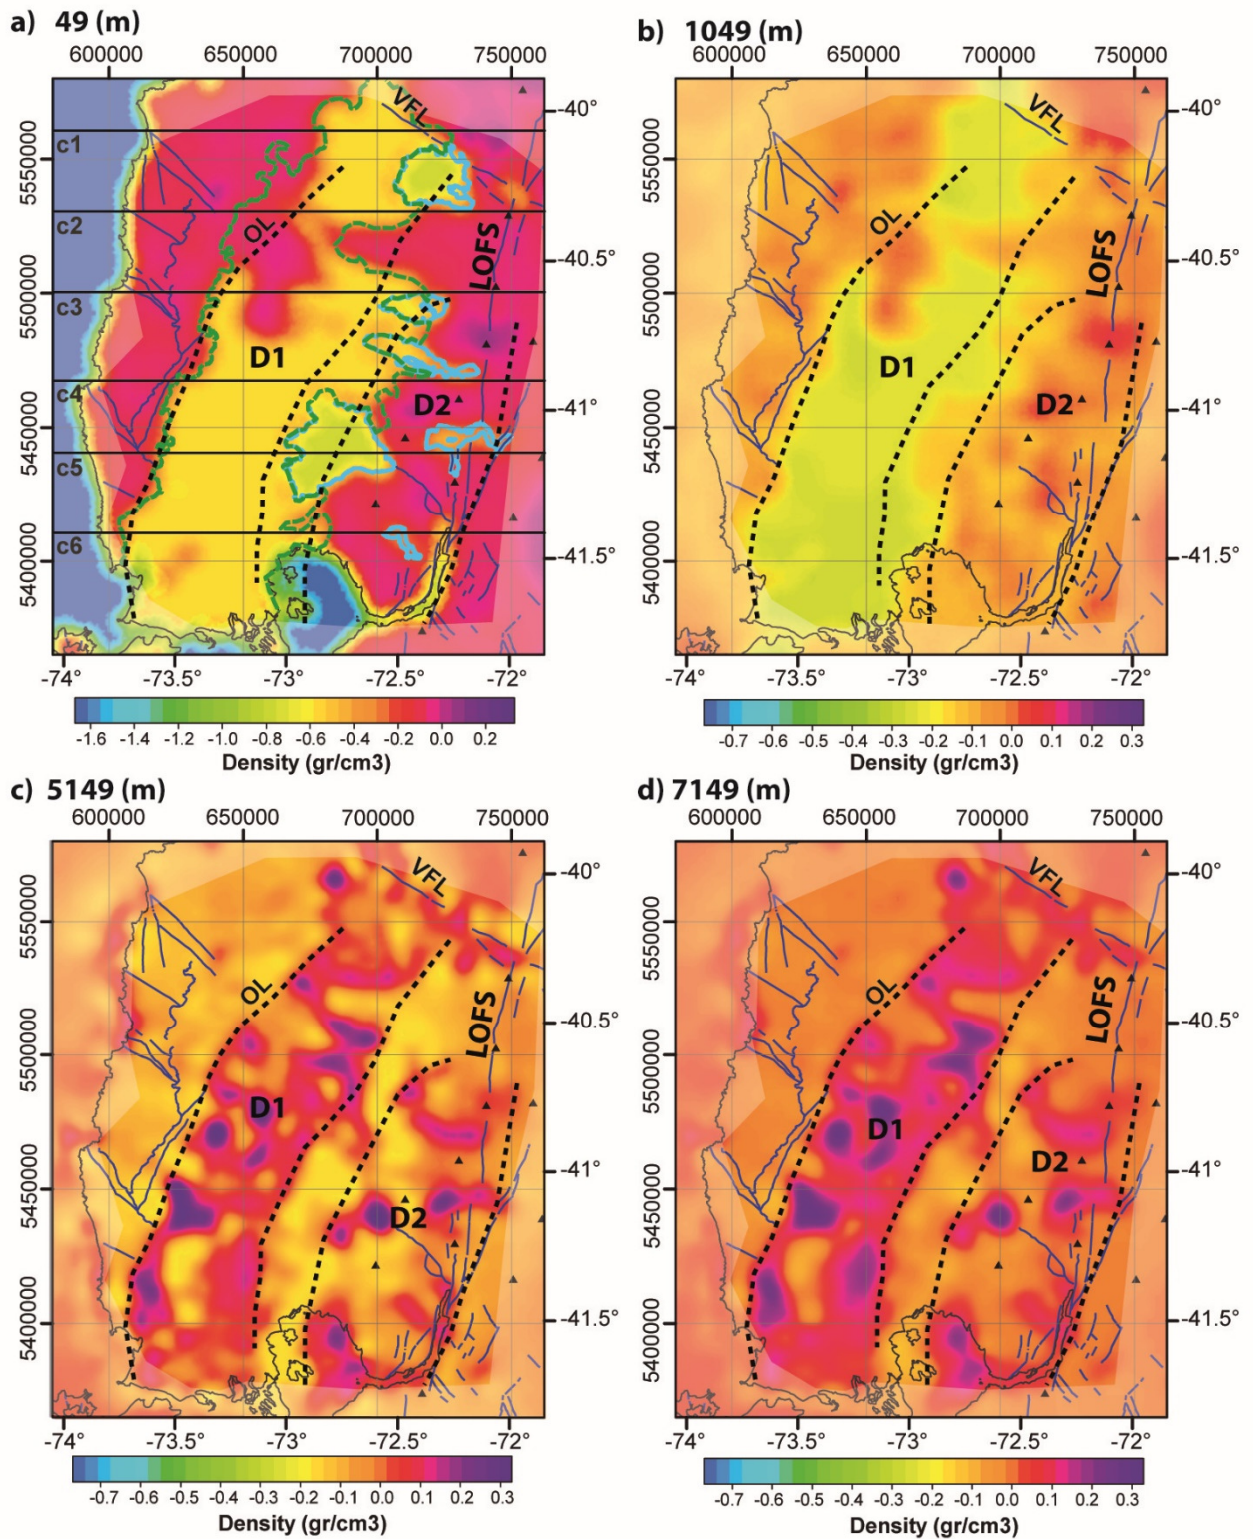 a) 49 (m)
600000 650000 700000 750000
VFL
-40°
c1
5550000
c2
OL
LOFS
-40.5°
c3
5500000
D1
c4
D2
-41°
5450000
c5
c6
-41.5°
5400000
-74° -73.5° -73 -72.5° -72°
-1.6 -1.4 -1.2 -1.0 -0.8 -0.6 -0.4 -0.2 0.0 0.2
Density (gr/cm3)
b) 1049 (m)
600000 650000 700000 750000
VFL
-40°
5550000
OL
LOFS
-40.5°
5500000
D1
D2
-41°
5450000
-41.5°
5400000
-74° -73.5° -73° -72.5° -72°
-0.7 -0.6 -0.5 -0.4 -0.3 -0.2 -0.1 0.0 0.1 0.2 0.3
Density (gr/cm3)
c) 5149 (m)
600000 650000 700000 750000
VFL
-40°
5550000
OL
LOFS
-40.5°
5500000
D1
-41°
5450000
D2
5400000
-41.5°
-74° -73.5° -73° -72.5° -72°
-0.7 -0.6 -0.5 -0.4 -0.3 -0.2 -0.1 0.0 0.1 0.2 0.3
Density (gr/cm3)
d) 7149 (m)
600000 650000 700000 750000
VFL
-40°
5550000
OL
LOFS
-40.5°
5500000
D1
D2
-41°
5450000
5400000
-41.5°
-74° -73.5° -73° -72.5° -72°
-0.7 -0.6 -0.5 -0.4 -0.3 -0.2 -0.1 0.0 0.1 0.2 0.3
Density (gr/cm3)